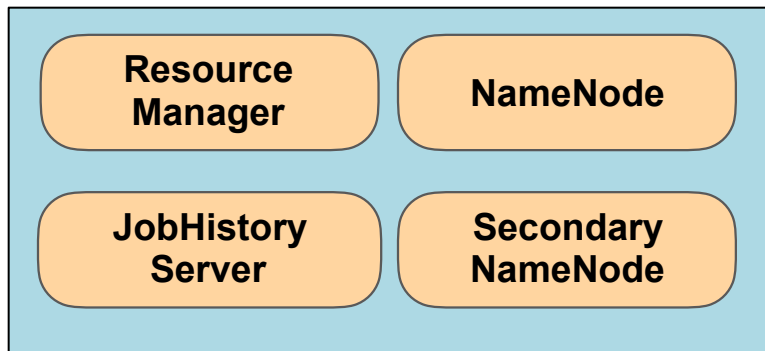 Resource
Manager
NameNode
JobHistory
Server
Secondary
NameNode